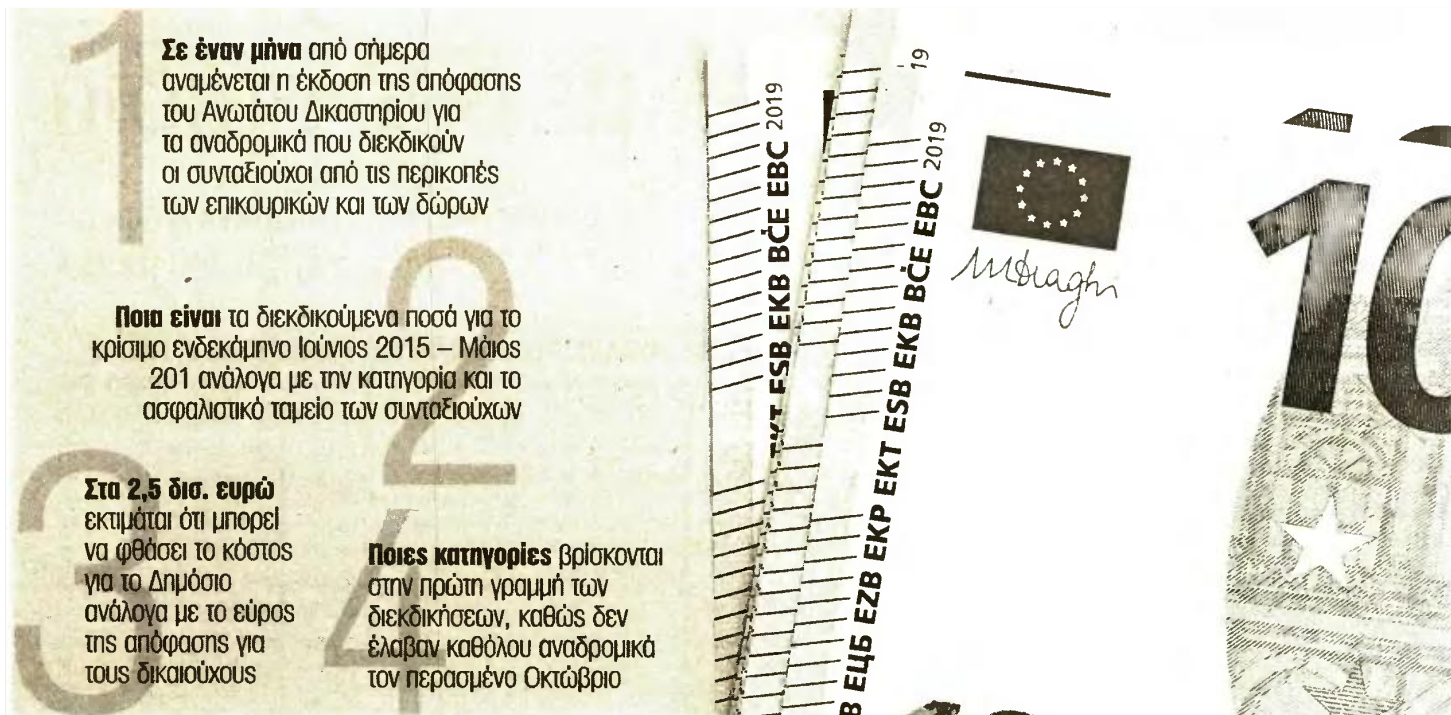 1
Σε έναν μήνα από σήμερα
αναμένεται η έκδοση της απόφασης
του Ανωτάτου Δικαστηρίου για
τα αναδρομικά που διεκδικούν
οι συνταξιούχοι από τις περικοπές
των επικουρικών και των δώρων
2
Ποια είναι τα διεκδικούμενα ποσά για το
κρίσιμο ενδεκάμηνο Ιούνιος 2015 – Μάιος
201 ανάλογα με την κατηγορία και το
ασφαλιστικό ταμείο των συνταξιούχων
3
Στα 2,5 δισ. ευρώ
εκτιμάται ότι μπορεί
να φθάσει το κόστος
για το Δημόσιο
ανάλογα με το εύρος
της απόφασης για
τους δικαιούχους
4
Ποιες κατηγορίες βρίσκονται
στην πρώτη γραμμή των
διεκδικήσεων, καθώς δεν
έλαβαν καθόλου αναδρομικά
τον περασμένο Οκτώβριο
ESB EKB BĊE EBC 2019
19
B ЕЦБ EZB EKP EKT ESB EKB BĊE EBC 2019
MDraghi
10